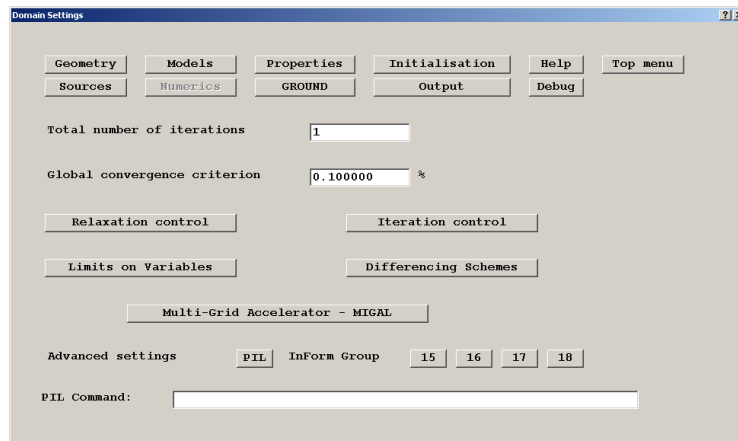 Domain Settings
Geometry Models Properties Initialisation Help Top menu
Sources Numerics GROUND Output Debug
Total number of iterations 1
Global convergence criterion 0.100000 %
Relaxation control Iteration control
Limits on Variables Differencing Schemes
Multi-Grid Accelerator - MIGAL
Advanced settings PIL InForm Group 15 16 17 18
PIL Command: